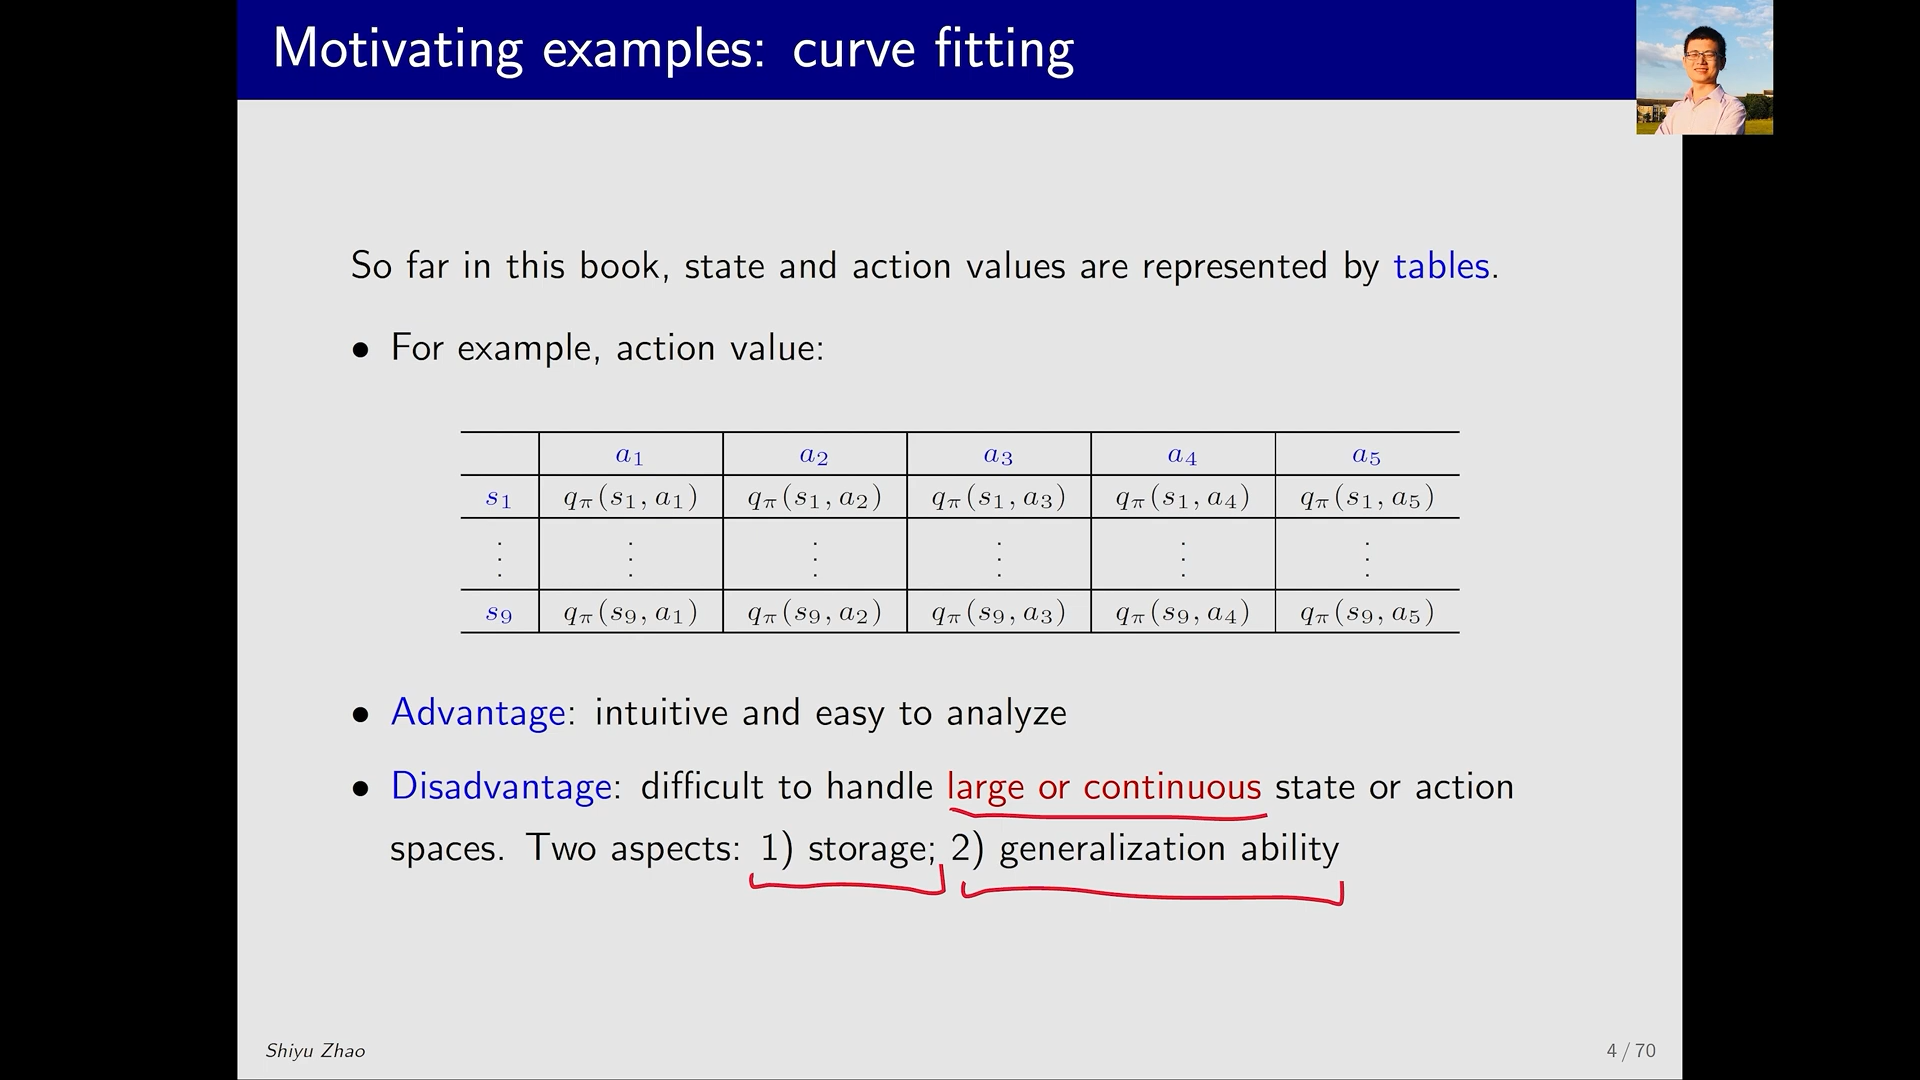 Motivating examples: curve fitting
So far in this book, state and action values are represented by tables.
• For example, action value:
a₁ a₂ a₃ a₄ a₅
s₁ qπ(s₁, a₁) qπ(s₁, a₂) qπ(s₁, a₃) qπ(s₁, a₄) qπ(s₁, a₅)
⋮ ⋮ ⋮ ⋮ ⋮ ⋮
s₉ qπ(s₉, a₁) qπ(s₉, a₂) qπ(s₉, a₃) qπ(s₉, a₄) qπ(s₉, a₅)
• Advantage: intuitive and easy to analyze
• Disadvantage: difficult to handle large or continuous state or action
spaces. Two aspects: 1) storage; 2) generalization ability
Shiyu Zhao
4 / 70